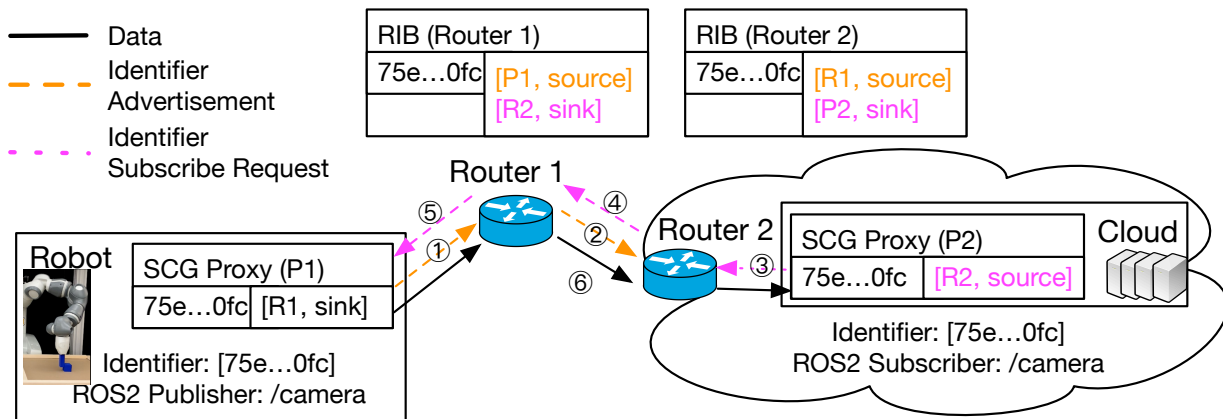 Data
Identifier
Advertisement
Identifier
Subscribe Request
RIB (Router 1)
75e...0fc
[P1, source]
[R2, sink]
RIB (Router 2)
75e...0fc
[R1, source]
[P2, sink]
Router 1
⑤
④
①
②
③
⑥
Router 2
Robot
SCG Proxy (P1)
75e...0fc
[R1, sink]
Identifier: [75e...0fc]
ROS2 Publisher: /camera
SCG Proxy (P2)
75e...0fc
[R2, source]
Cloud
Identifier: [75e...0fc]
ROS2 Subscriber: /camera